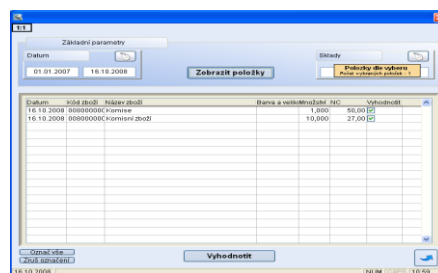 1:1
Základní parametry
Datum
Sklady
01.01.2007
16.10.2008
Zobrazit položky
Položky dle výběru
Počet vybraných položek - 1
Datum Kód zboží Název zboží Barva a veliko Množství NC Vyhodnotit
16.10.2008 00800000C Komise 1,000 50,00
16.10.2008 00800000C Komisní zboží 10,000 27,00
Označ vše
Zruš označení
Vyhodnotit
16.10.2008 NUM 10:59